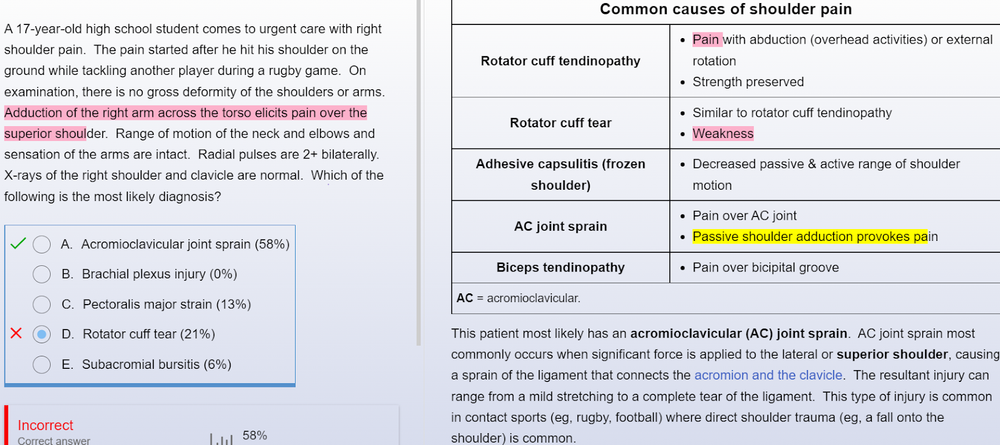 A 17-year-old high school student comes to urgent care with right
shoulder pain.  The pain started after he hit his shoulder on the
ground while tackling another player during a rugby game.  On
examination, there is no gross deformity of the shoulders or arms.
Adduction of the right arm across the torso elicits pain over the
superior shoulder.  Range of motion of the neck and elbows and
sensation of the arms are intact.  Radial pulses are 2+ bilaterally.
X-rays of the right shoulder and clavicle are normal.  Which of the
following is the most likely diagnosis?
A. Acromioclavicular joint sprain (58%)
B. Brachial plexus injury (0%)
C. Pectoralis major strain (13%)
D. Rotator cuff tear (21%)
E. Subacromial bursitis (6%)
Incorrect
Correct answer
58%
Common causes of shoulder pain
Rotator cuff tendinopathy
• Pain with abduction (overhead activities) or external
rotation
• Strength preserved
Rotator cuff tear
• Similar to rotator cuff tendinopathy
• Weakness
Adhesive capsulitis (frozen
shoulder)
• Decreased passive & active range of shoulder
motion
AC joint sprain
• Pain over AC joint
• Passive shoulder adduction provokes pain
Biceps tendinopathy
• Pain over bicipital groove
AC = acromioclavicular.
This patient most likely has an acromioclavicular (AC) joint sprain.  AC joint sprain most
commonly occurs when significant force is applied to the lateral or superior shoulder, causing
a sprain of the ligament that connects the acromion and the clavicle.  The resultant injury can
range from a mild stretching to a complete tear of the ligament.  This type of injury is common
in contact sports (eg, rugby, football) where direct shoulder trauma (eg, a fall onto the
shoulder) is common.